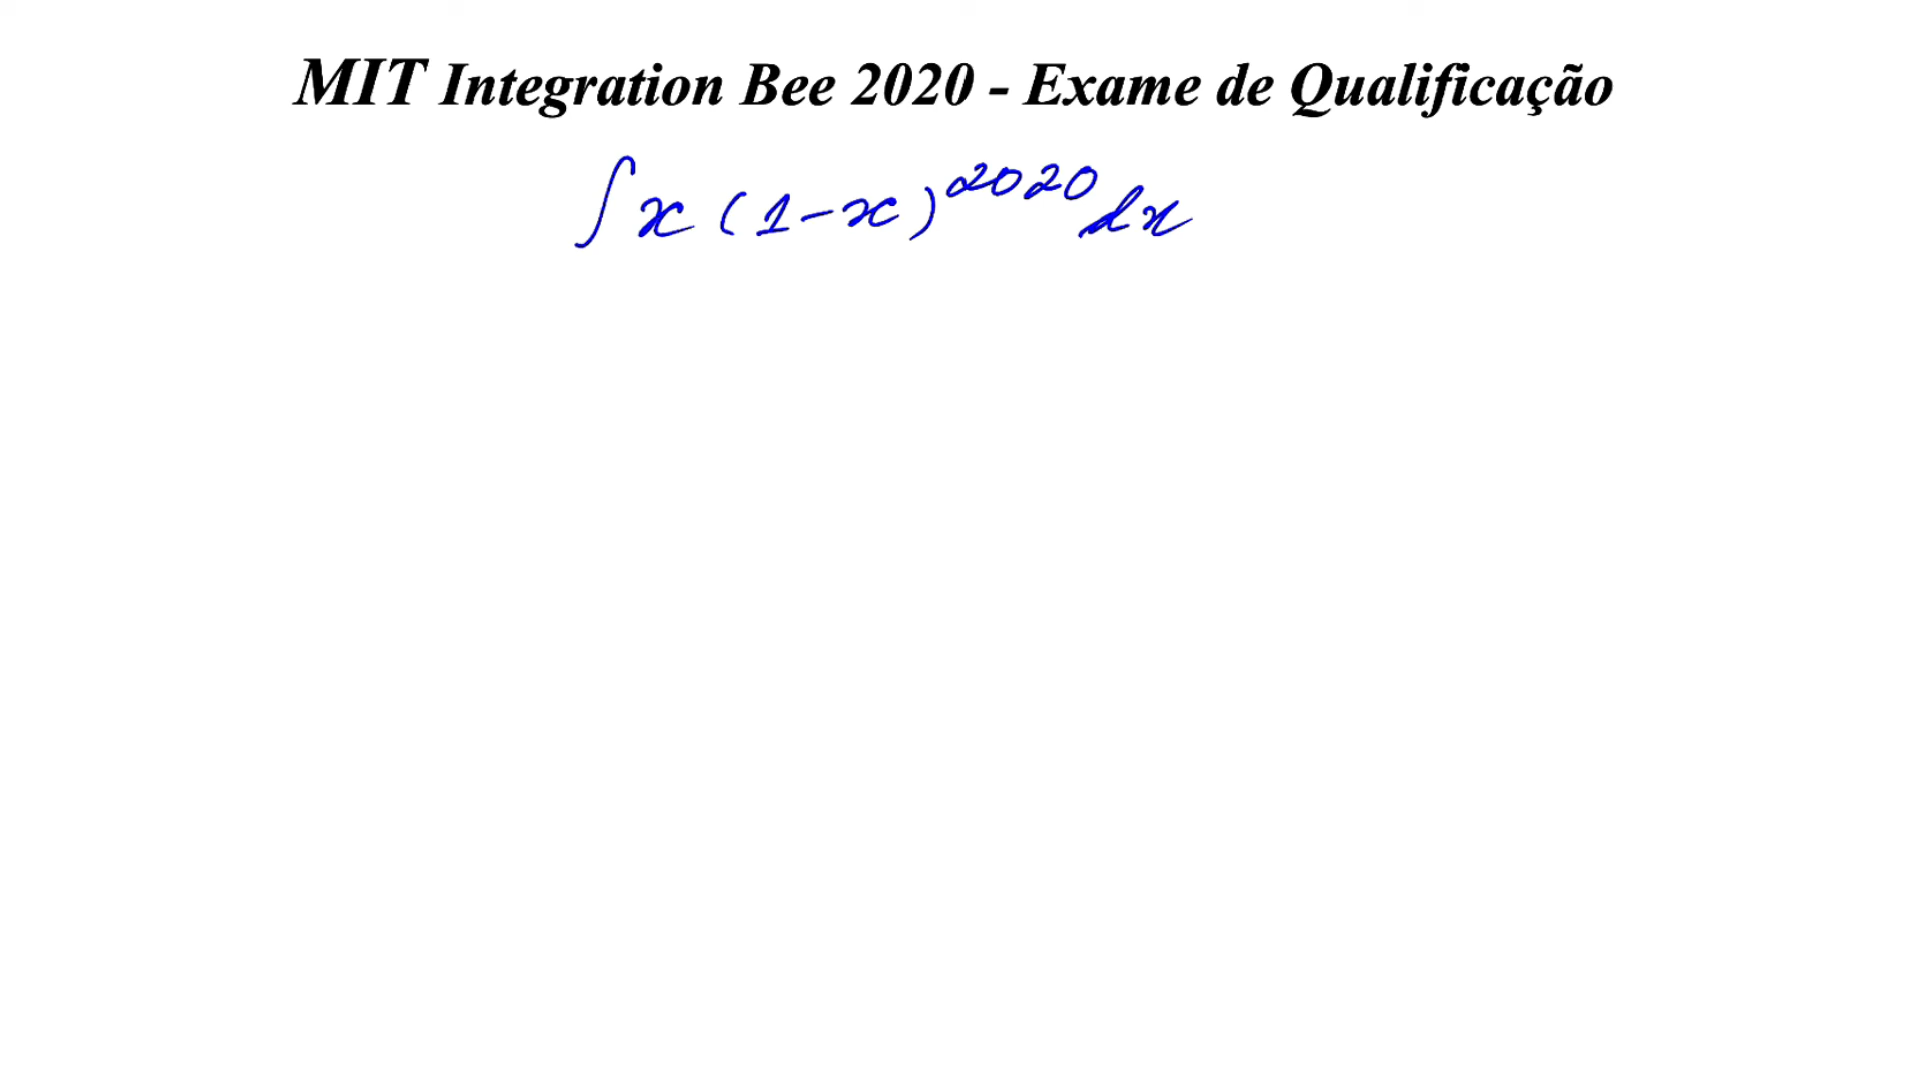 MIT Integration Bee 2020 - Exame de Qualificação
∫ x (1-x)^2020 dx